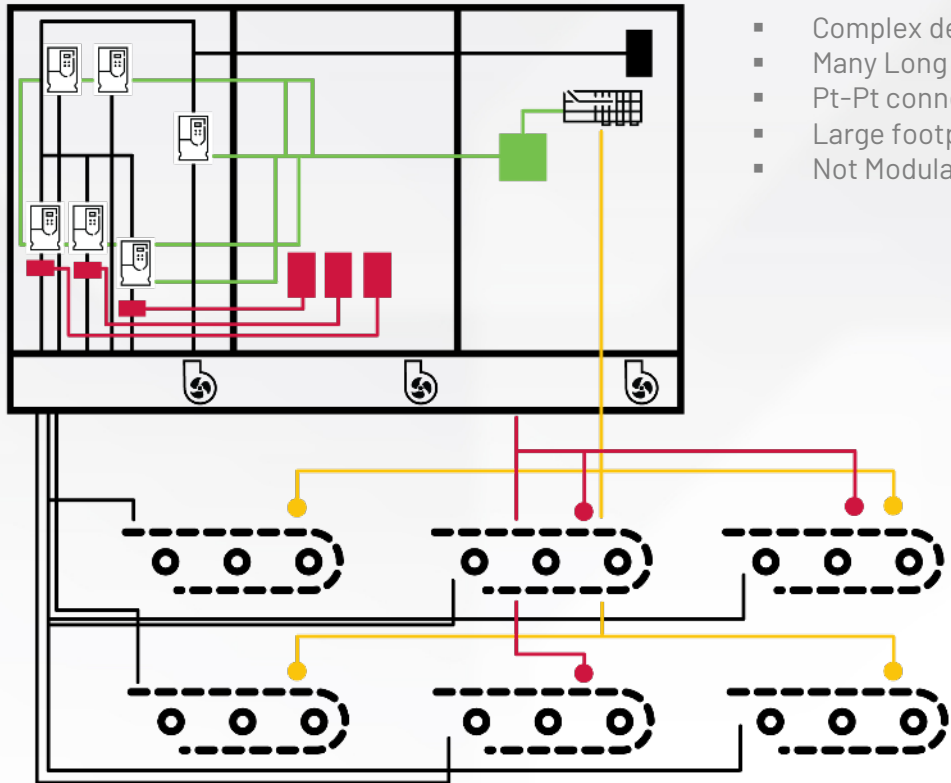 Complex de
Many Long
Pt-Pt conn
Large footp
Not Modula